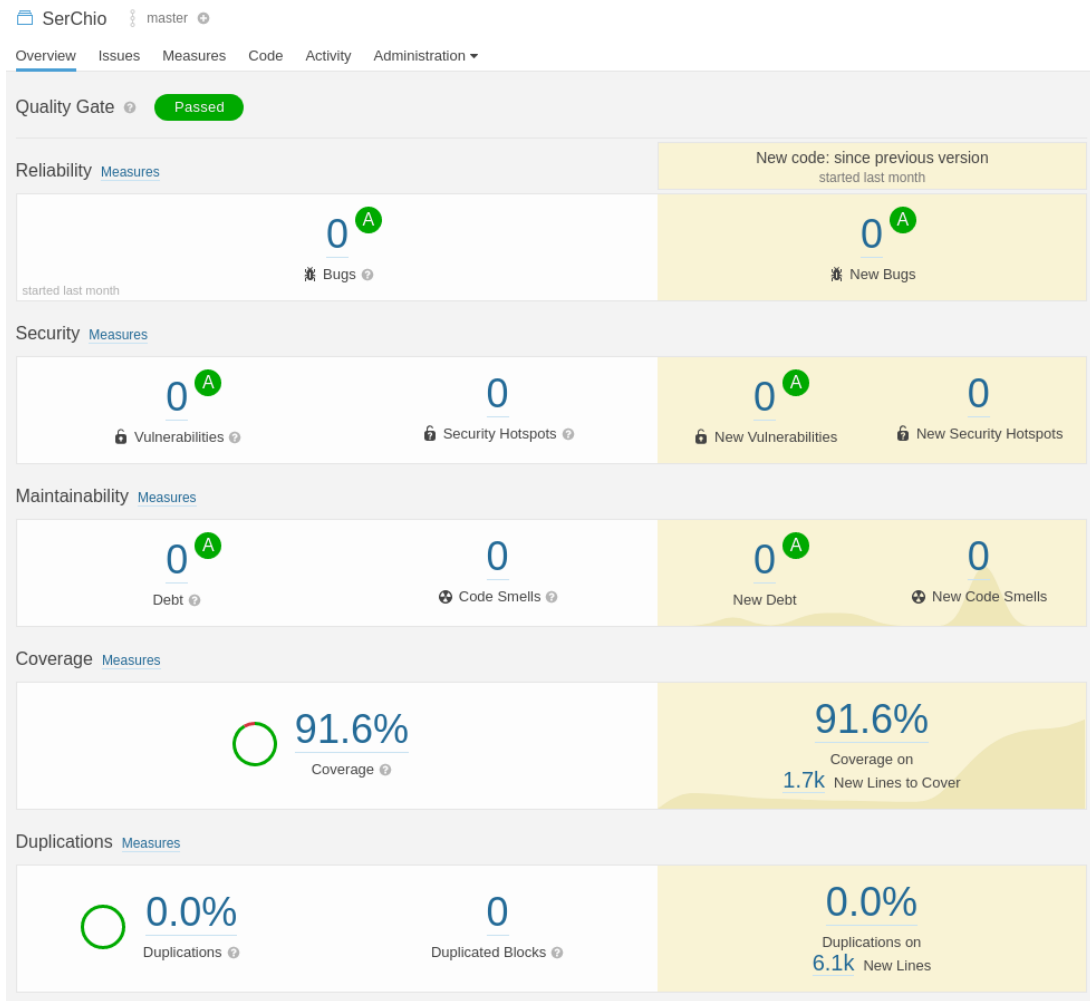 SerChio master
Overview Issues Measures Code Activity Administration
Quality Gate ? Passed
Reliability Measures
New code: since previous version
started last month
0 A
Bugs ?
started last month
0 A
New Bugs
Security Measures
0 A
Vulnerabilities ?
0
Security Hotspots ?
0 A
New Vulnerabilities
0
New Security Hotspots
Maintainability Measures
0 A
Debt ?
0
Code Smells ?
0 A
New Debt
0
New Code Smells
Coverage Measures
91.6%
Coverage ?
91.6%
Coverage on
1.7k New Lines to Cover
Duplications Measures
0.0%
Duplications ?
0
Duplicated Blocks ?
0.0%
Duplications on
6.1k New Lines